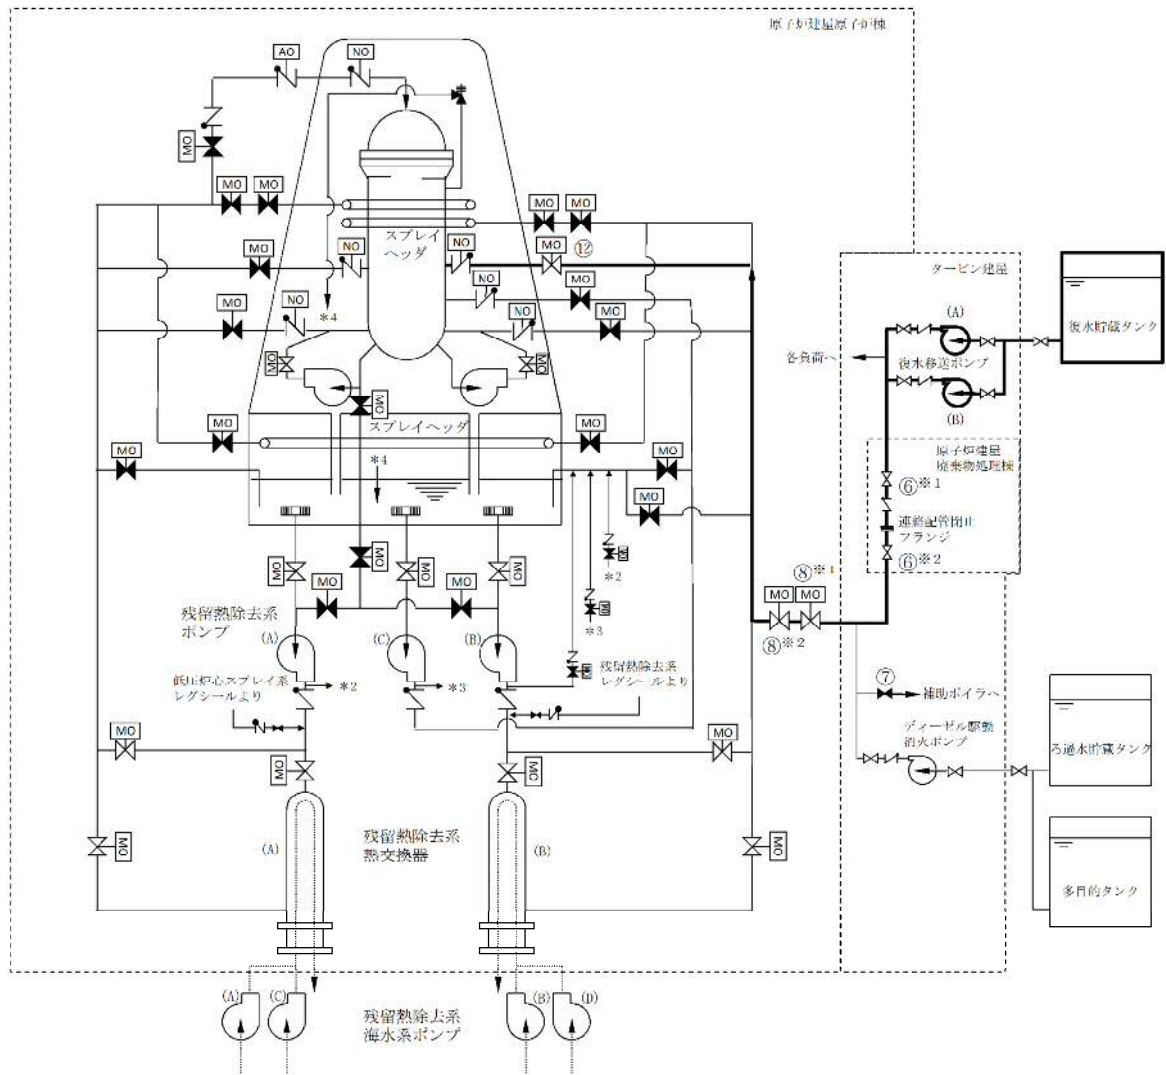 原子炉建屋原子炉棟
AO
NO
MO
MO
MO
MO
MO
スプレイ
ヘッダ
MO
NO
NO
MO
⑫
タービン建屋
復水貯蔵タンク
MO
NO
*4
NO
MO
NO
MO
(A)
復水移送ポンプ
(B)
各負荷へ
MO
MO
MO
スプレイヘッダ
MO
MO
原子炉建屋
廃棄物処理棟
MO
*4
MO
MO
⑥※1
連絡配管閉止
フランジ
⑥※2
MO
MO
MO
MO
*2
*3
MO
MO
⑧※1
MO
MO
⑧※2
残留熱除去系
ポンプ
(A)
(C)
(B)
低圧炉心スプレイ系
レグシールより
*2
*3
残留熱除去系
レグシールより
⑦
補助ボイラへ
ディーゼル駆動
消火ポンプ
ろ過水貯蔵タンク
MO
MO
MO
MO
MO
(A)
残留熱除去系
熱交換器
(B)
MO
多目的タンク
(A)
(C)
(B)
(D)
残留熱除去系
海水系ポンプ